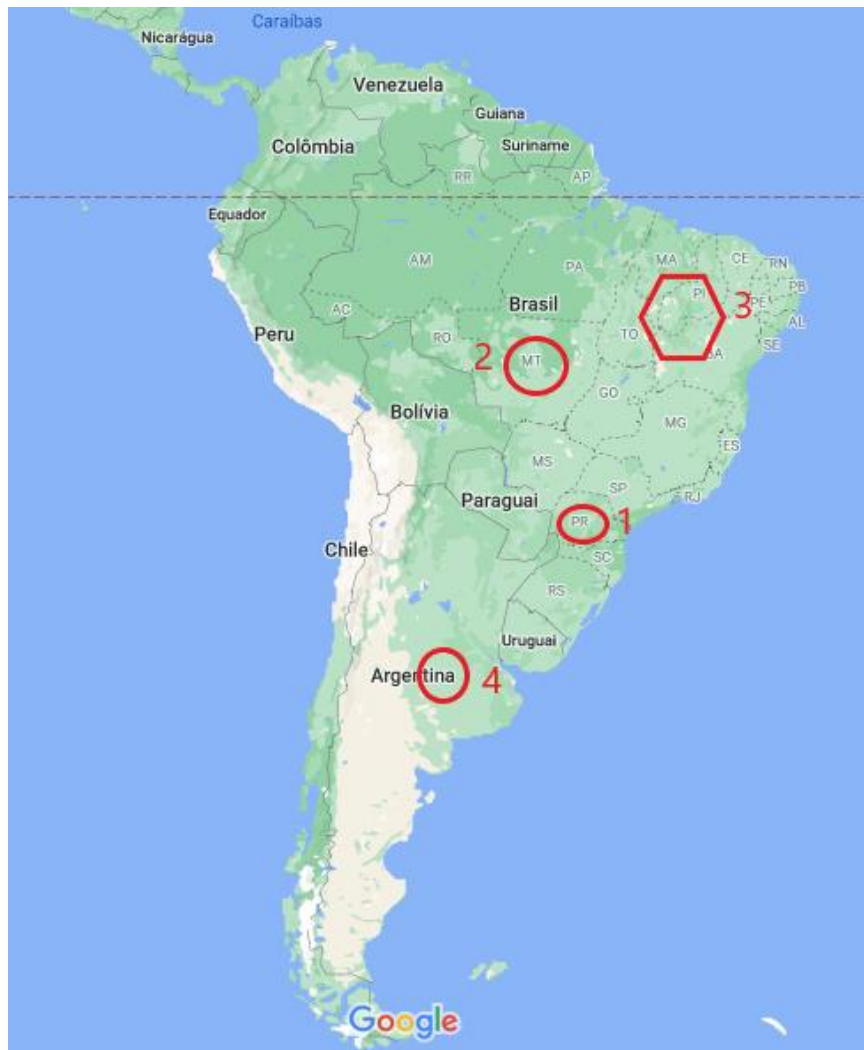 Caraíbas
Nicarágua
Venezuela
Guiana
Colômbia
Suriname
RR
AP
Equador
AM
PA
MA
CE
RN
PI
PB
Brasil
PE
3
AC
AL
Peru
RO
TO
SE
2
MT
BA
GO
Bolívia
MG
ES
MS
SP
Paraguai
RJ
PR
1
Chile
SC
RS
Uruguai
Argentina
4
Google